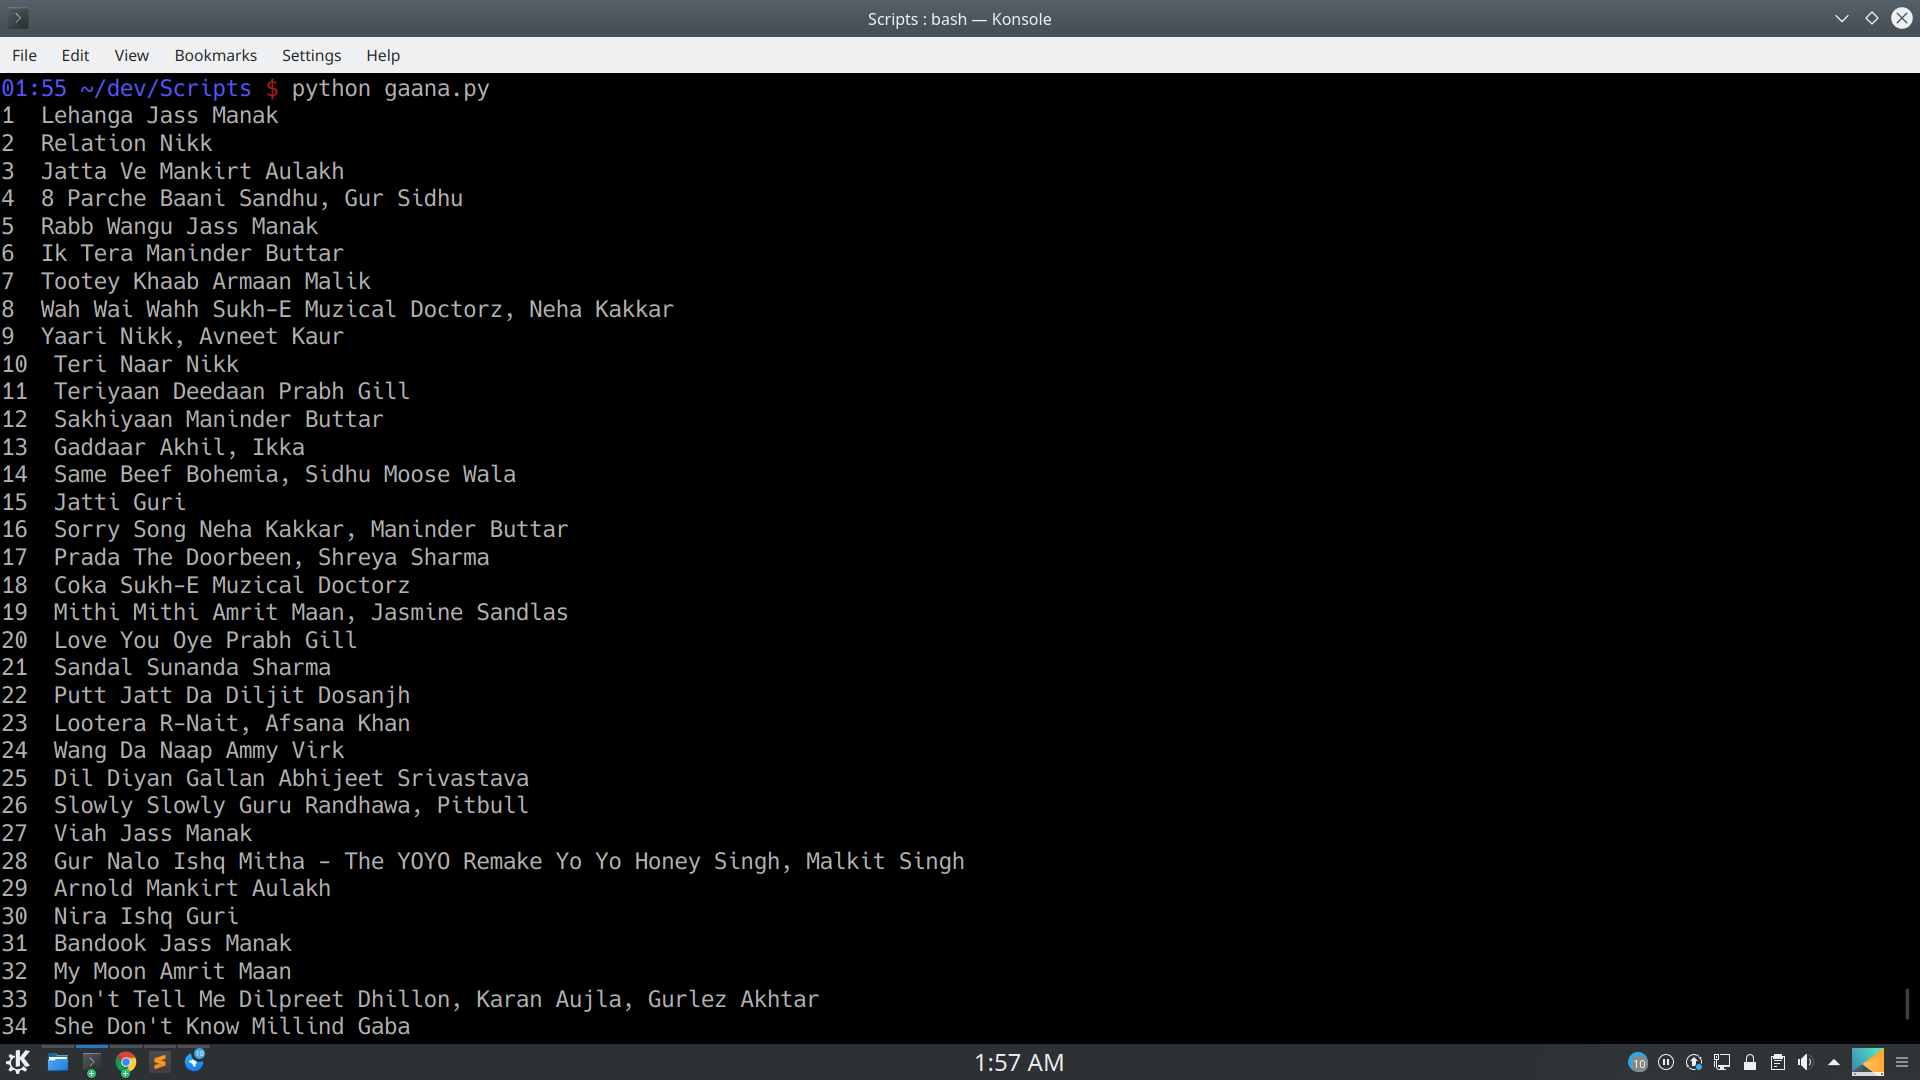 Scripts : bash — Konsole
File Edit View Bookmarks Settings Help
01:55 ~/dev/Scripts $ python gaana.py
1  Lehanga Jass Manak
2  Relation Nikk
3  Jatta Ve Mankirt Aulakh
4  8 Parche Baani Sandhu, Gur Sidhu
5  Rabb Wangu Jass Manak
6  Ik Tera Maninder Buttar
7  Tootey Khaab Armaan Malik
8  Wah Wai Wahh Sukh-E Muzical Doctorz, Neha Kakkar
9  Yaari Nikk, Avneet Kaur
10  Teri Naar Nikk
11  Teriyaan Deedaan Prabh Gill
12  Sakhiyaan Maninder Buttar
13  Gaddaar Akhil, Ikka
14  Same Beef Bohemia, Sidhu Moose Wala
15  Jatti Guri
16  Sorry Song Neha Kakkar, Maninder Buttar
17  Prada The Doorbeen, Shreya Sharma
18  Coka Sukh-E Muzical Doctorz
19  Mithi Mithi Amrit Maan, Jasmine Sandlas
20  Love You Oye Prabh Gill
21  Sandal Sunanda Sharma
22  Putt Jatt Da Diljit Dosanjh
23  Lootera R-Nait, Afsana Khan
24  Wang Da Naap Ammy Virk
25  Dil Diyan Gallan Abhijeet Srivastava
26  Slowly Slowly Guru Randhawa, Pitbull
27  Viah Jass Manak
28  Gur Nalo Ishq Mitha - The YOYO Remake Yo Yo Honey Singh, Malkit Singh
29  Arnold Mankirt Aulakh
30  Nira Ishq Guri
31  Bandook Jass Manak
32  My Moon Amrit Maan
33  Don't Tell Me Dilpreet Dhillon, Karan Aujla, Gurlez Akhtar
34  She Don't Know Millind Gaba
10 1:57 AM 10